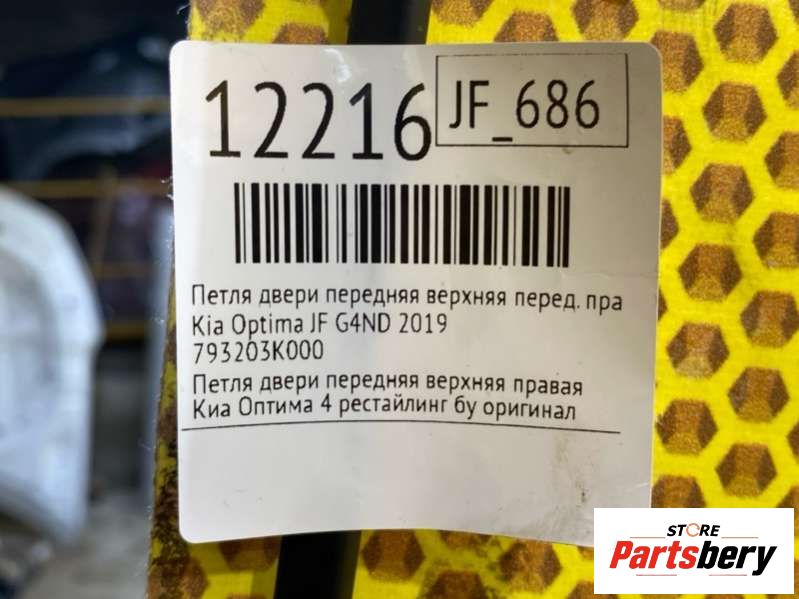 12216
JF_686
Петля двери передняя верхняя перед. пра
Kia Optima JF G4ND 2019
793203K000
Петля двери передняя верхняя правая
Киа Оптима 4 рестайлинг бу оригинал
STORE
Partsbery